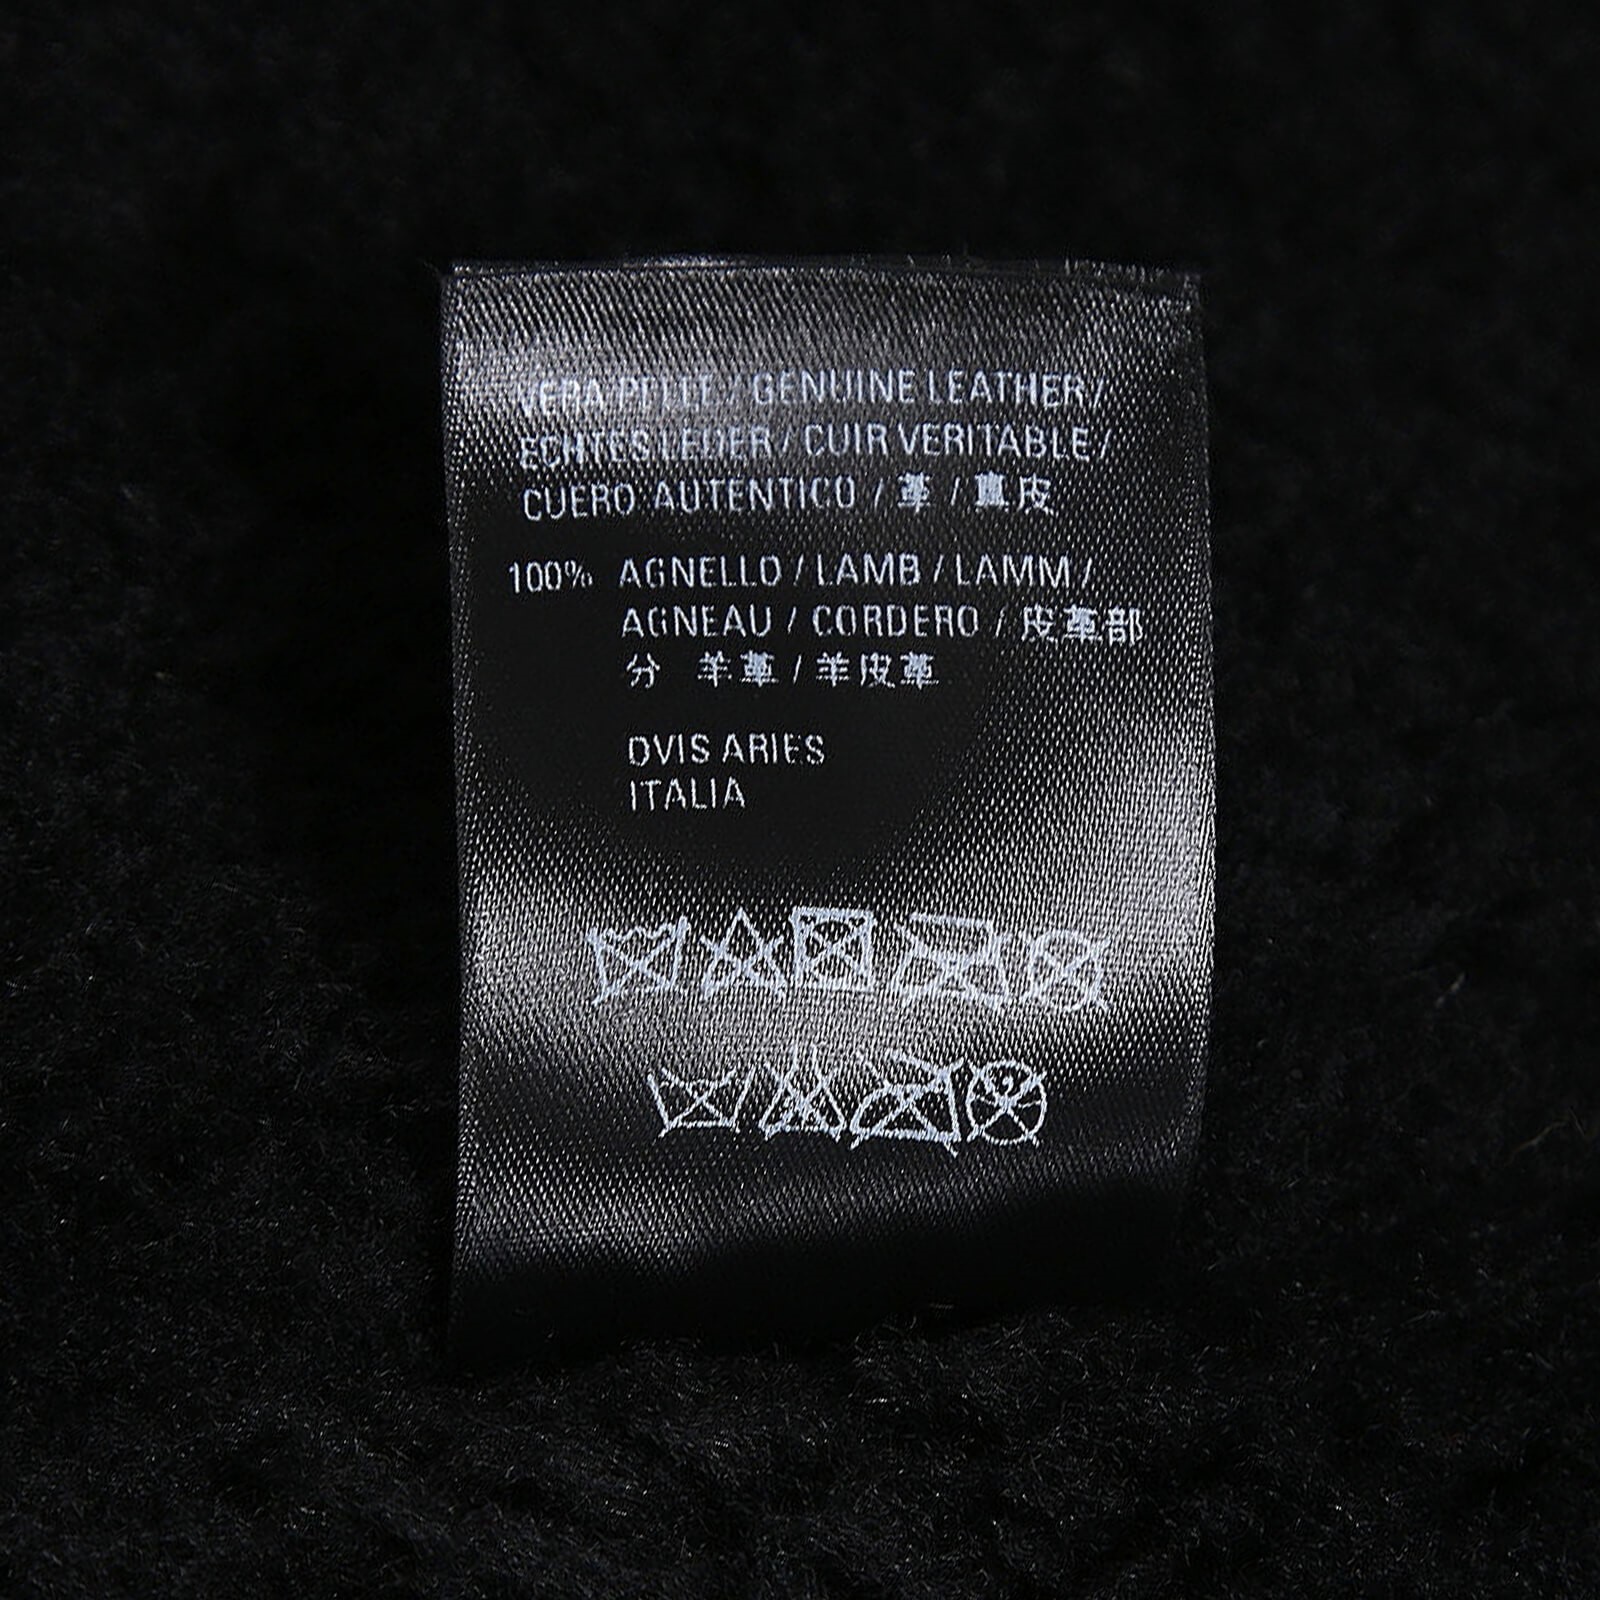 VERA PELLE / GENUINE LEATHER /
ECHTES LEDER / CUIR VERITABLE /
CUERO AUTENTICO / 革 / 真皮
100% AGNELLO / LAMB / LAMM /
AGNEAU / CORDERO / 皮革部
分 羊革 / 羊皮革
OVIS ARIES
ITALIA